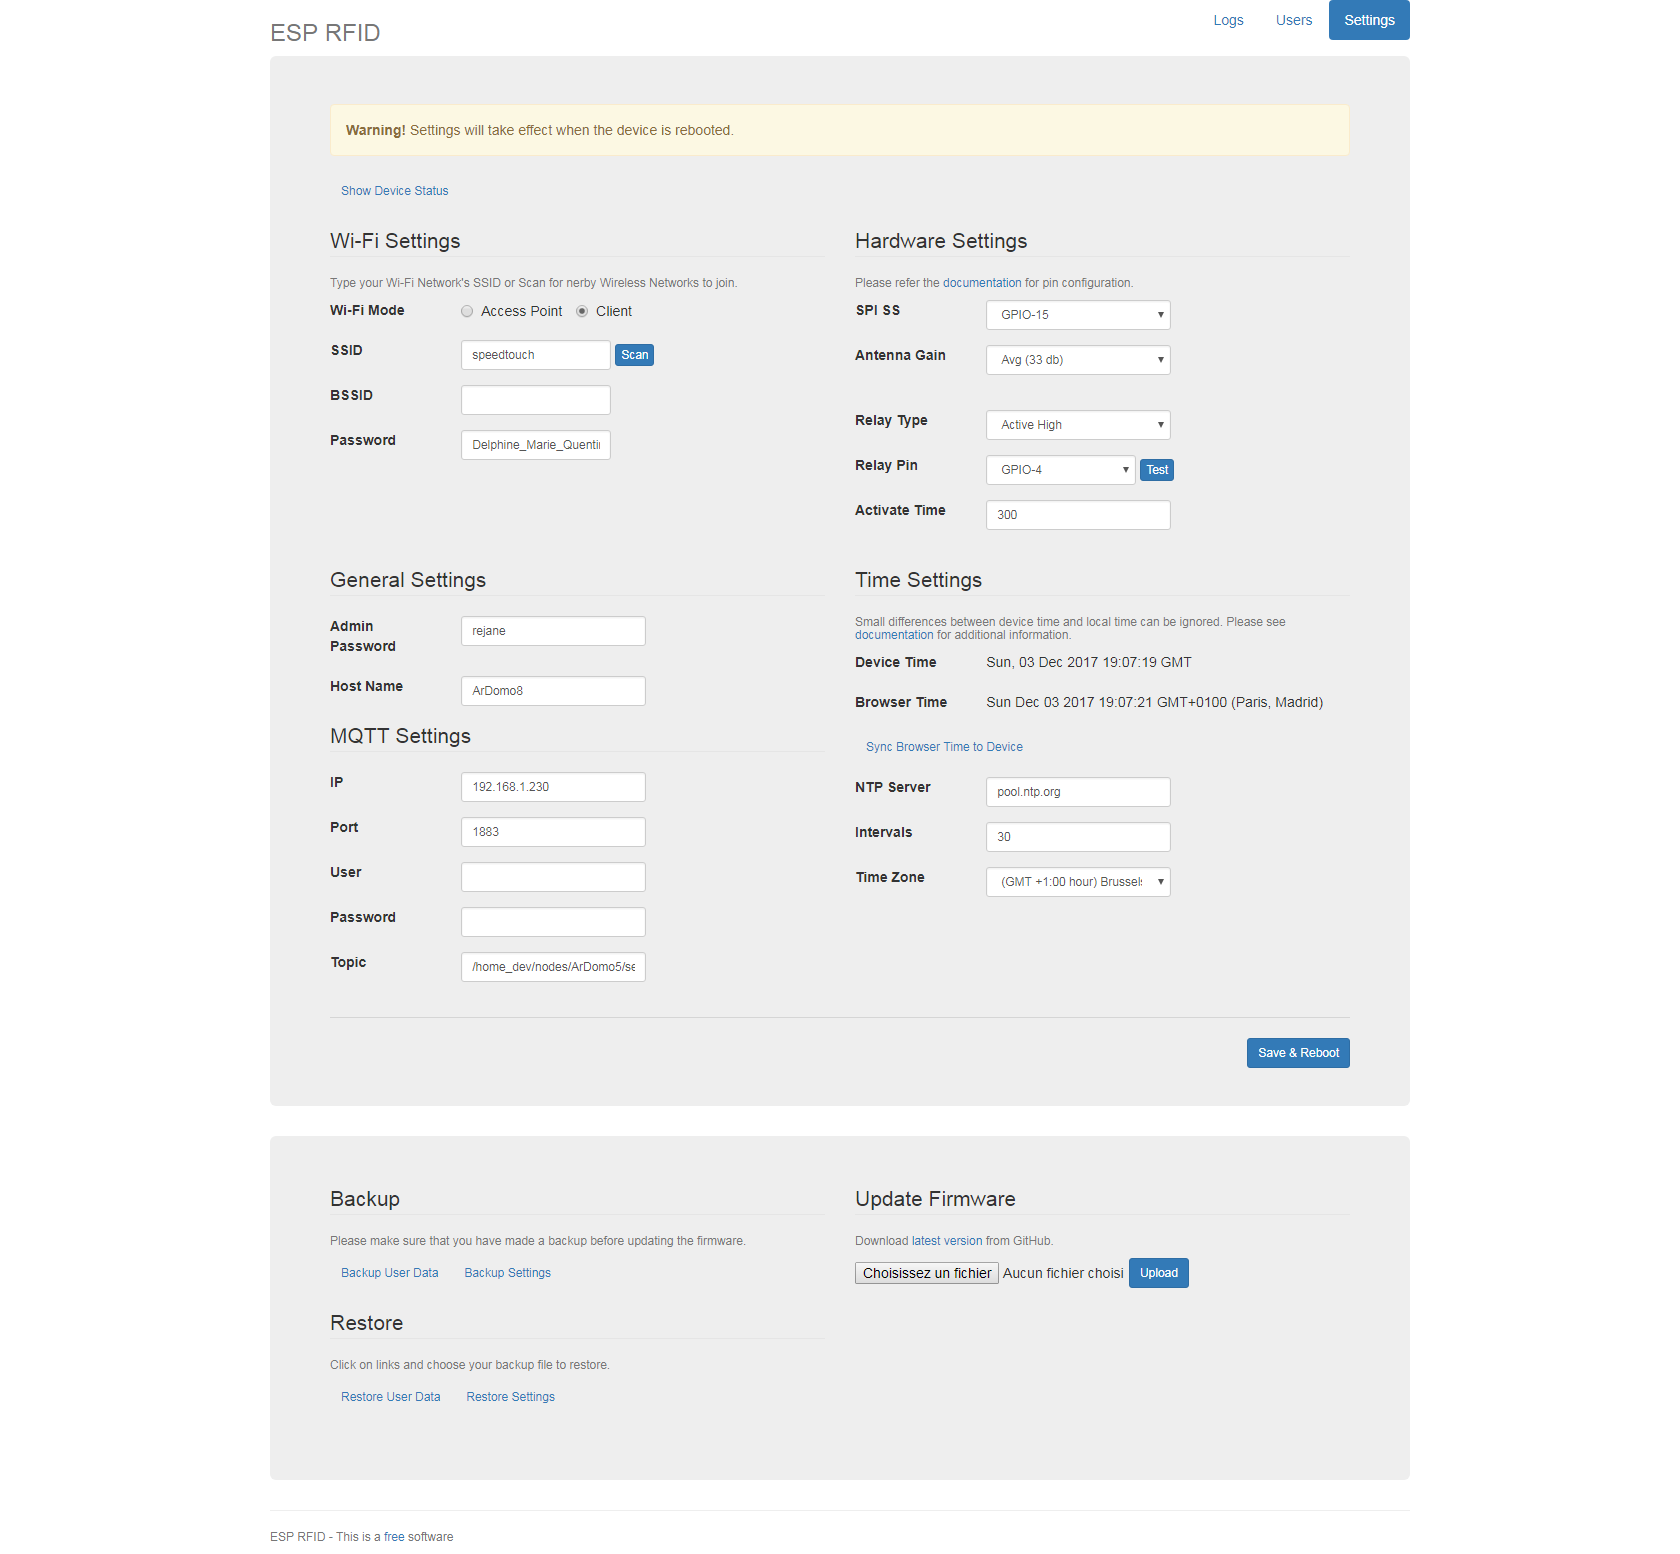 ESP RFID
Logs
Users
Settings
Warning! Settings will take effect when the device is rebooted.
Show Device Status
Wi-Fi Settings
Type your Wi-Fi Network's SSID or Scan for nerby Wireless Networks to join.
Wi-Fi Mode Access Point Client
SSID speedtouch Scan
BSSID
Password Delphine_Marie_Quentin
Hardware Settings
Please refer the documentation for pin configuration.
SPI SS GPIO-15
Antenna Gain Avg (33 db)
Relay Type Active High
Relay Pin GPIO-4 Test
Activate Time 300
General Settings
Admin
Password rejane
Host Name ArDomo8
MQTT Settings
IP 192.168.1.230
Port 1883
User
Password
Topic /home_dev/nodes/ArDomo5/se
Time Settings
Small differences between device time and local time can be ignored. Please see
documentation for additional information.
Device Time Sun, 03 Dec 2017 19:07:19 GMT
Browser Time Sun Dec 03 2017 19:07:21 GMT+0100 (Paris, Madrid)
Sync Browser Time to Device
NTP Server pool.ntp.org
Intervals 30
Time Zone (GMT +1:00 hour) Brussels
Save & Reboot
Backup
Please make sure that you have made a backup before updating the firmware.
Backup User Data Backup Settings
Restore
Click on links and choose your backup file to restore.
Restore User Data Restore Settings
Update Firmware
Download latest version from GitHub.
Choisissez un fichier Aucun fichier choisi Upload
ESP RFID - This is a free software